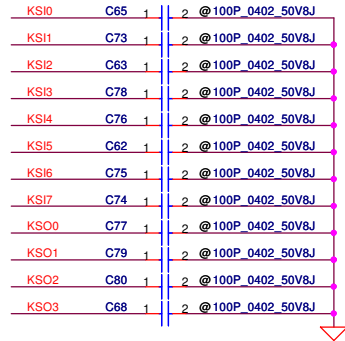 KSI0 C65 1 2 @100P_0402_50V8J
KSI1 C73 1 2 @100P_0402_50V8J
KSI2 C63 1 2 @100P_0402_50V8J
KSI3 C78 1 2 @100P_0402_50V8J
KSI4 C76 1 2 @100P_0402_50V8J
KSI5 C62 1 2 @100P_0402_50V8J
KSI6 C75 1 2 @100P_0402_50V8J
KSI7 C74 1 2 @100P_0402_50V8J
KSO0 C77 1 2 @100P_0402_50V8J
KSO1 C79 1 2 @100P_0402_50V8J
KSO2 C80 1 2 @100P_0402_50V8J
KSO3 C68 1 2 @100P_0402_50V8J